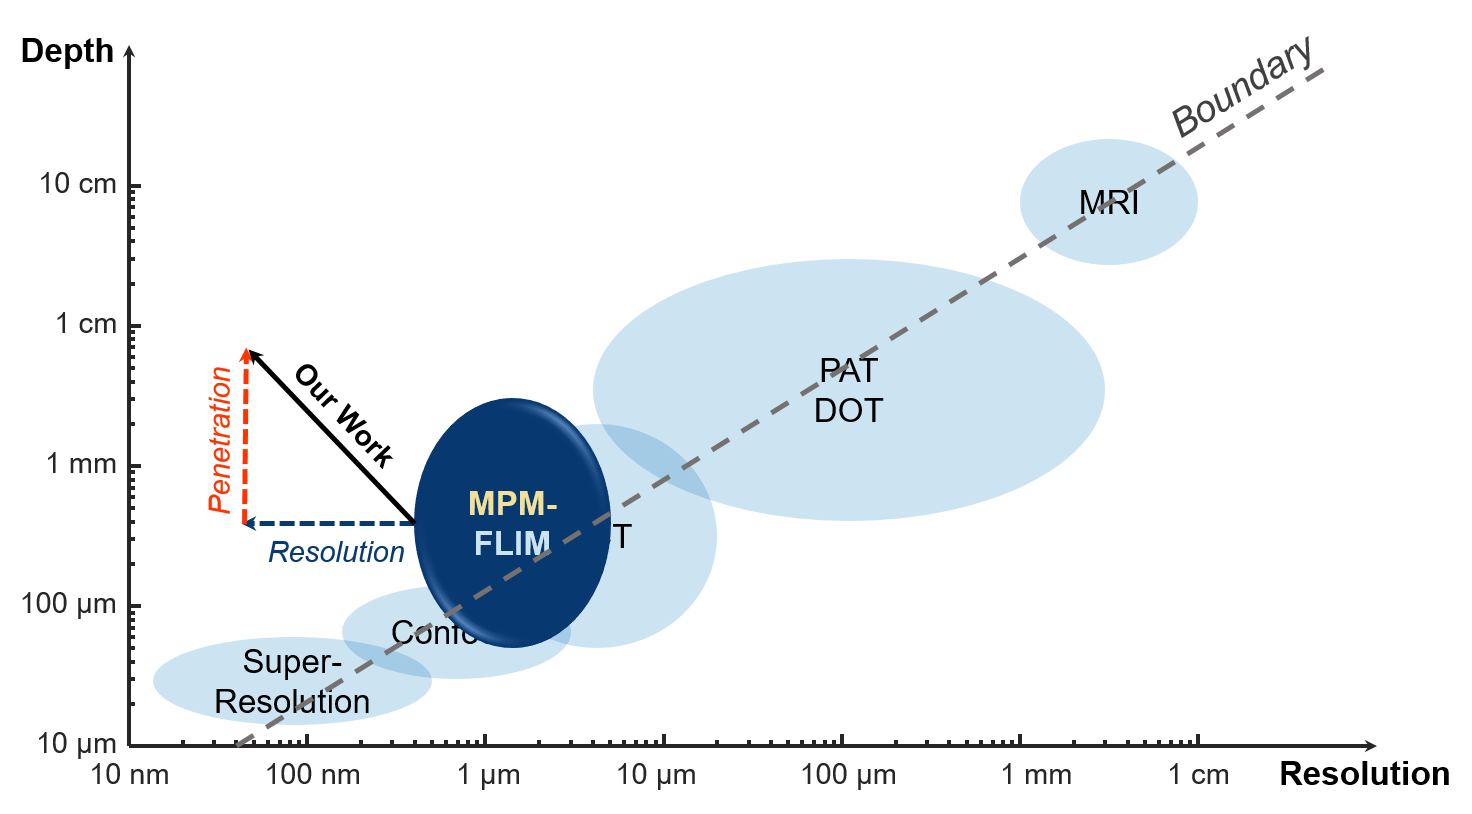 Depth
Boundary
10 cm
MRI
1 cm
PAT
DOT
Our Work
Penetration
1 mm
MPM-
FLIM
Resolution
100 µm
Super-
Resolution
10 µm
10 nm
100 nm
1 µm
10 µm
100 µm
1 mm
1 cm
Resolution